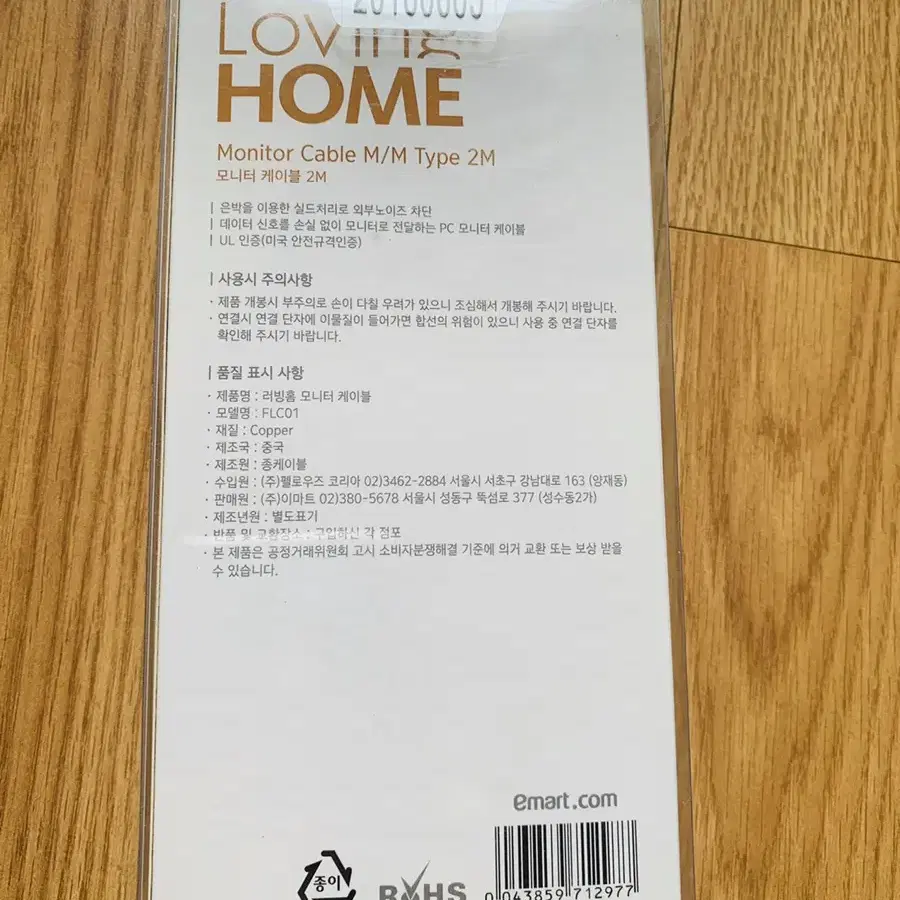 Loving
HOME
Monitor Cable M/M Type 2M
모니터 케이블 2M
| 은박을 이용한 실드처리로 외부노이즈 차단
| 데이터 신호를 손실 없이 모니터로 전달하는 PC 모니터 케이블
| UL 인증(미국 안전규격인증)
| 사용시 주의사항
· 제품 개봉시 부주의로 손이 다칠 우려가 있으니 조심해서 개봉해 주시기 바랍니다.
· 연결시 연결 단자에 이물질이 들어가면 합선의 위험이 있으니 사용 중 연결 단자를
확인해 주시기 바랍니다.
| 품질 표시 사항
· 제품명 : 러빙홈 모니터 케이블
· 모델명 : FLC01
· 재질 : Copper
· 제조국 : 중국
· 제조원 : 종케이블
· 수입원 : (주)펠로우즈 코리아 02)3462-2884 서울시 서초구 강남대로 163 (양재동)
· 판매원 : (주)이마트 02)380-5678 서울시 성동구 뚝섬로 377 (성수동2가)
· 제조년원 : 별도표기
· 반품 및 교환장소 : 구입하신 각 점포
· 본 제품은 공정거래위원회 고시 소비자분쟁해결 기준에 의거 교환 또는 보상 받을
수 있습니다.
emart.com
종이
RoHS
0 043859 712977